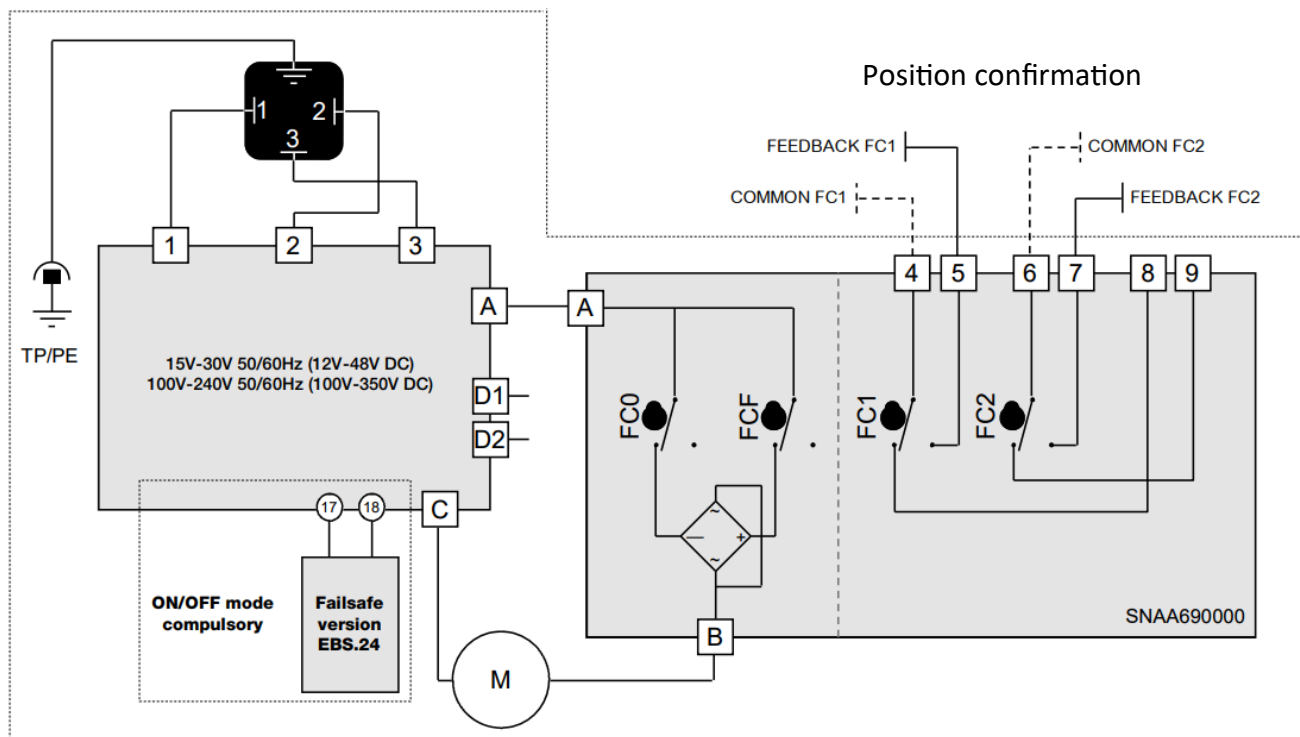 Position confirmation
1
2
3
FEEDBACK FC1
COMMON FC2
COMMON FC1
FEEDBACK FC2
1
2
3
4
5
6
7
8
9
A
A
TP/PE
15V-30V 50/60Hz (12V-48V DC)
100V-240V 50/60Hz (100V-350V DC)
D1
D2
FC0
FCF
FC1
FC2
17
18
C
~
—
+
~
ON/OFF mode
compulsory
Failsafe
version
EBS.24
SNAA690000
B
M